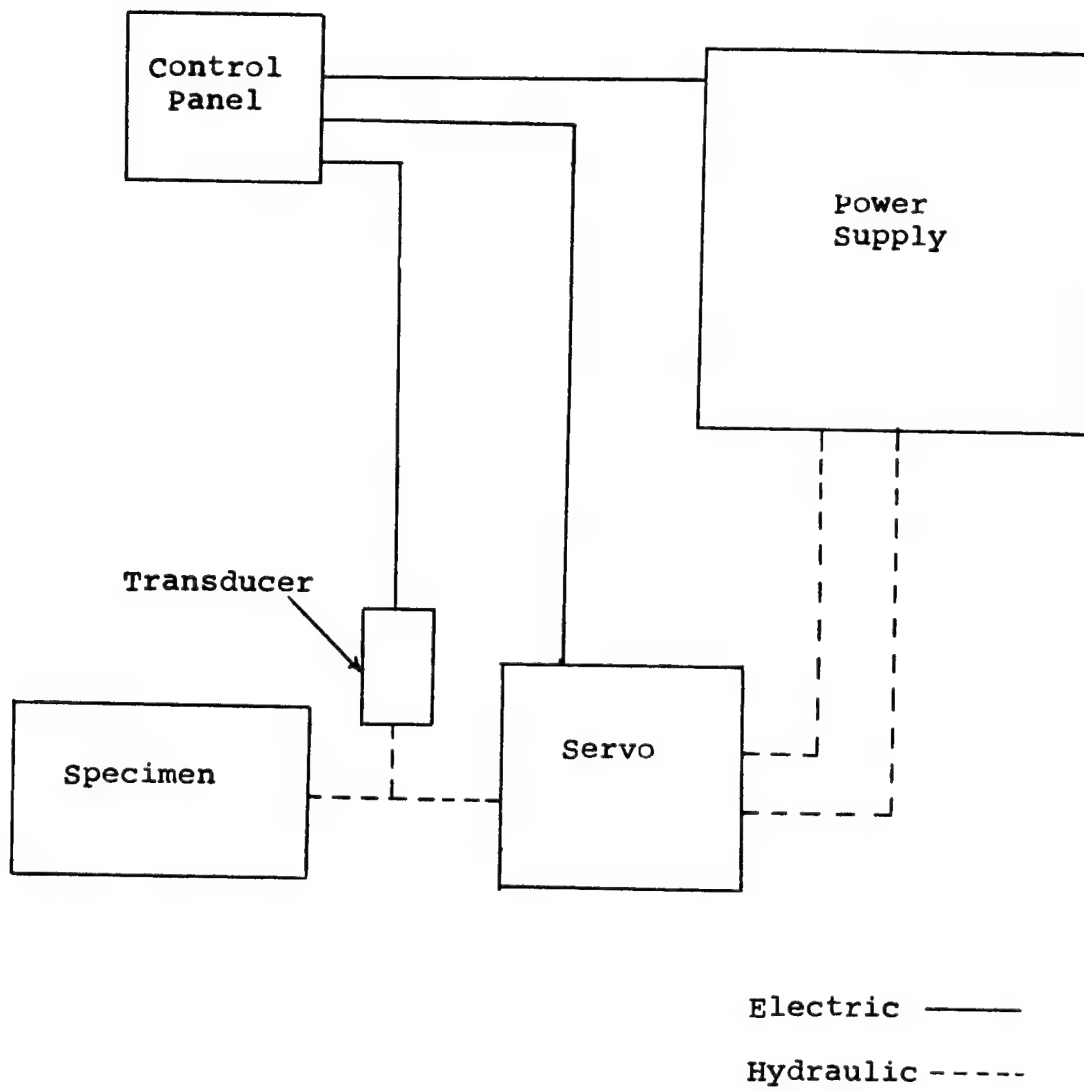 Control
Panel
Power
Supply
Transducer
Servo
Specimen
Electric
Hydraulic